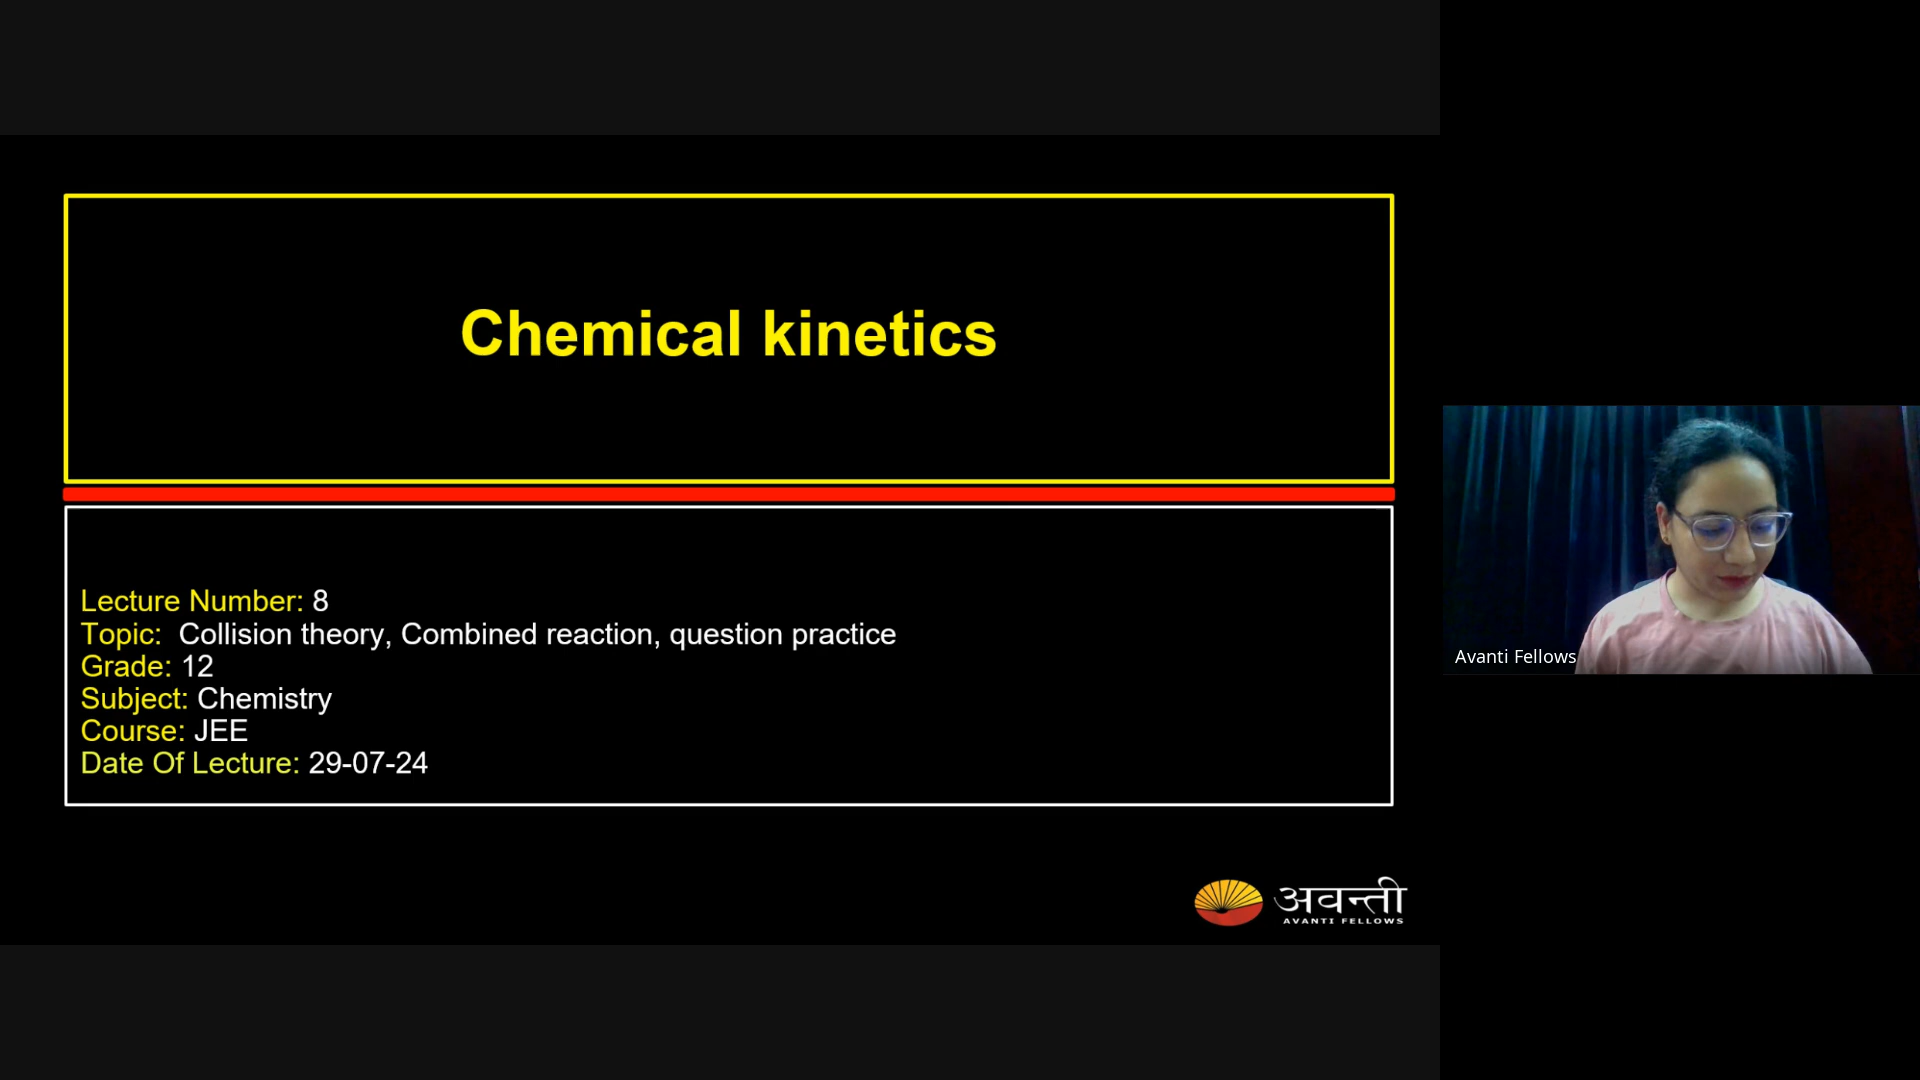 Chemical kinetics
Lecture Number: 8
Topic: Collision theory, Combined reaction, question practice
Grade: 12
Subject: Chemistry
Course: JEE
Date Of Lecture: 29-07-24
अवन्ती
AVANTI FELLOWS
Avanti Fellows